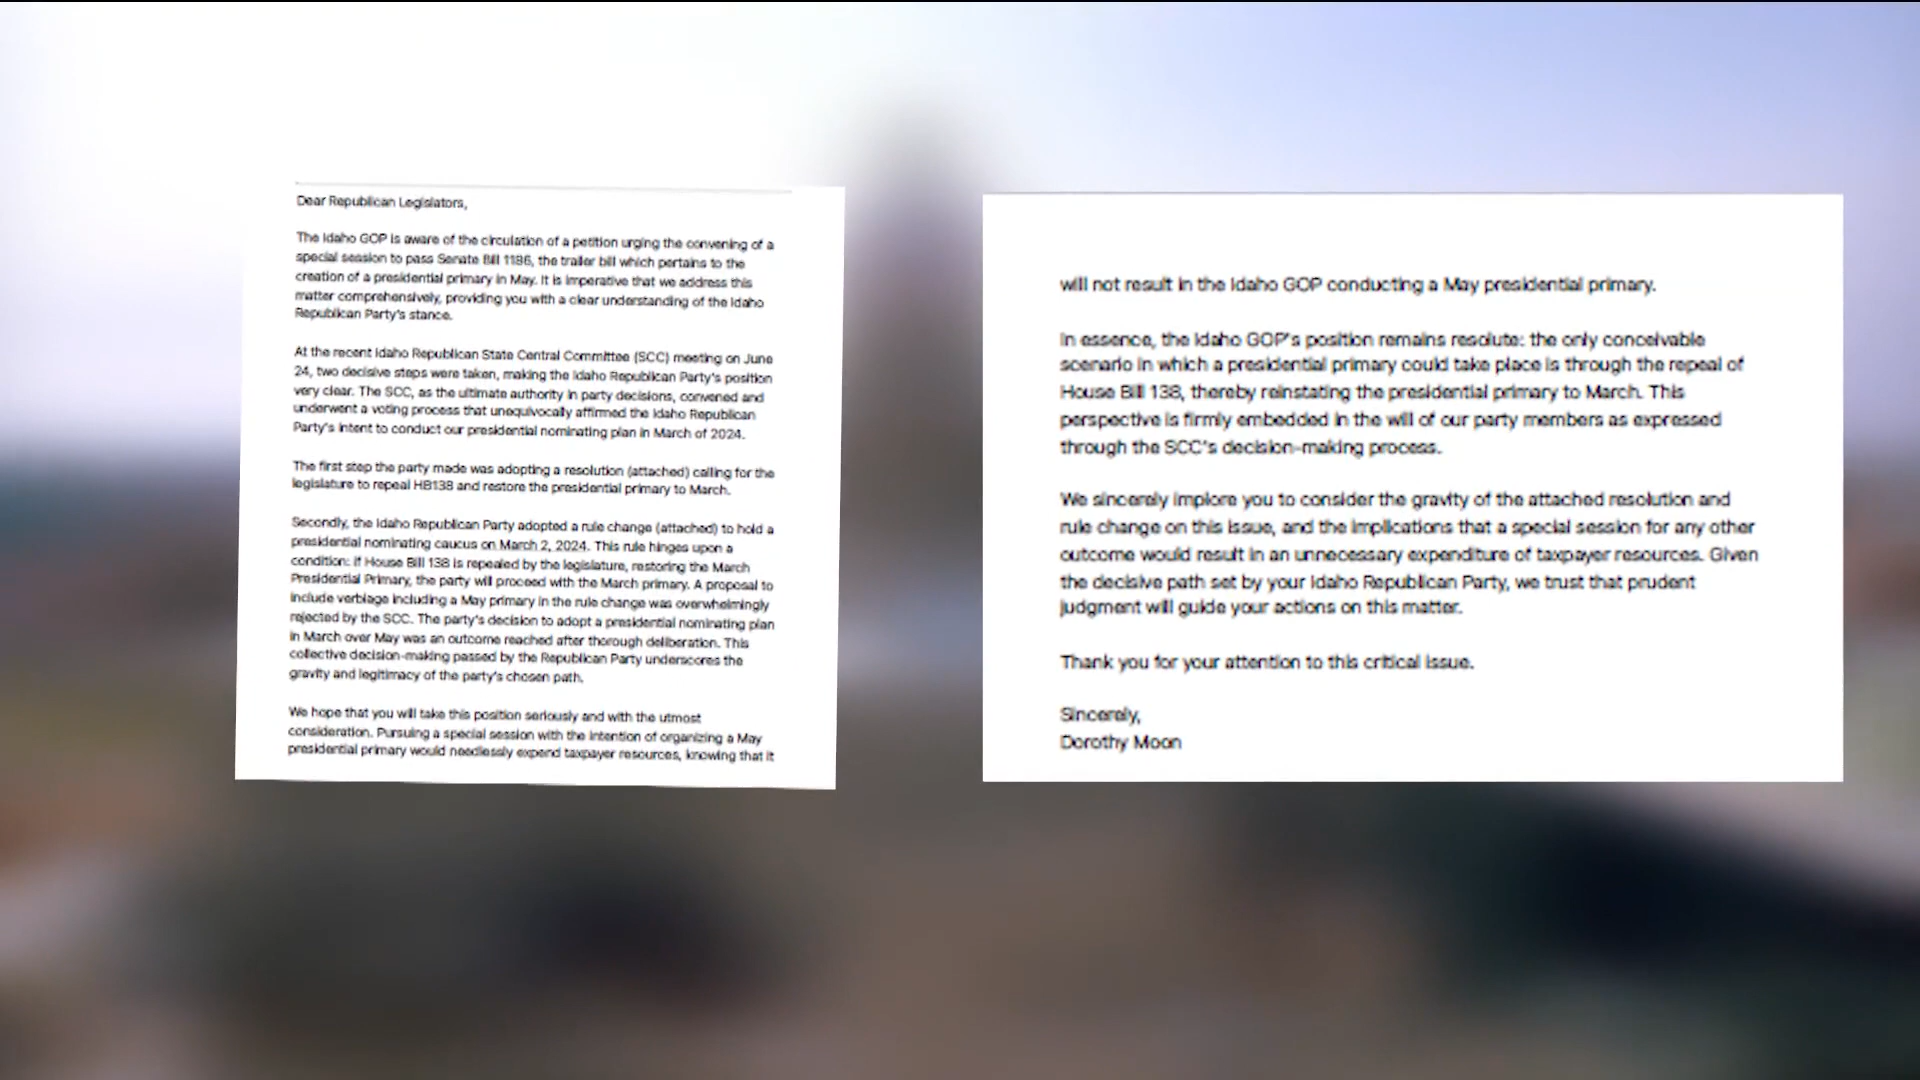 Dear Republican Legislators,
The Idaho GOP is aware of the circulation of a petition urging the convening of a
special session to pass Senate Bill 1186, the trailer bill which pertains to the
creation of a presidential primary in May. It is imperative that we address this
matter comprehensively, providing you with a clear understanding of the Idaho
Republican Party's stance.
At the recent Idaho Republican State Central Committee (SCC) meeting on June
24, two decisive steps were taken, making the Idaho Republican Party's position
very clear. The SCC, as the ultimate authority in party decisions, convened and
underwent a voting process that unequivocally affirmed the Idaho Republican
Party's intent to conduct our presidential nominating plan in March of 2024.
The first step the party made was adopting a resolution (attached) calling for the
legislature to repeal HB138 and restore the presidential primary to March.
Secondly, the Idaho Republican Party adopted a rule change (attached) to hold a
presidential nominating caucus on March 2, 2024. This rule hinges upon a
condition: if House Bill 138 is repealed by the legislature, restoring the March
Presidential Primary, the party will proceed with the March primary. A proposal to
include verbiage including a May primary in the rule change was overwhelmingly
rejected by the SCC. The party's decision to adopt a presidential nominating plan
in March over May was an outcome reached after thorough deliberation. This
collective decision-making passed by the Republican Party underscores the
gravity and legitimacy of the party's chosen path.
We hope that you will take this position seriously and with the utmost
consideration. Pursuing a special session with the intention of organizing a May
presidential primary would needlessly expend taxpayer resources, knowing that it
will not result in the Idaho GOP conducting a May presidential primary.
In essence, the Idaho GOP's position remains resolute: the only conceivable
scenario in which a presidential primary could take place is through the repeal of
House Bill 138, thereby reinstating the presidential primary to March. This
perspective is firmly embedded in the will of our party members as expressed
through the SCC's decision-making process.
We sincerely implore you to consider the gravity of the attached resolution and
rule change on this issue, and the implications that a special session for any other
outcome would result in an unnecessary expenditure of taxpayer resources. Given
the decisive path set by your Idaho Republican Party, we trust that prudent
judgment will guide your actions on this matter.
Thank you for your attention to this critical issue.
Sincerely,
Dorothy Moon